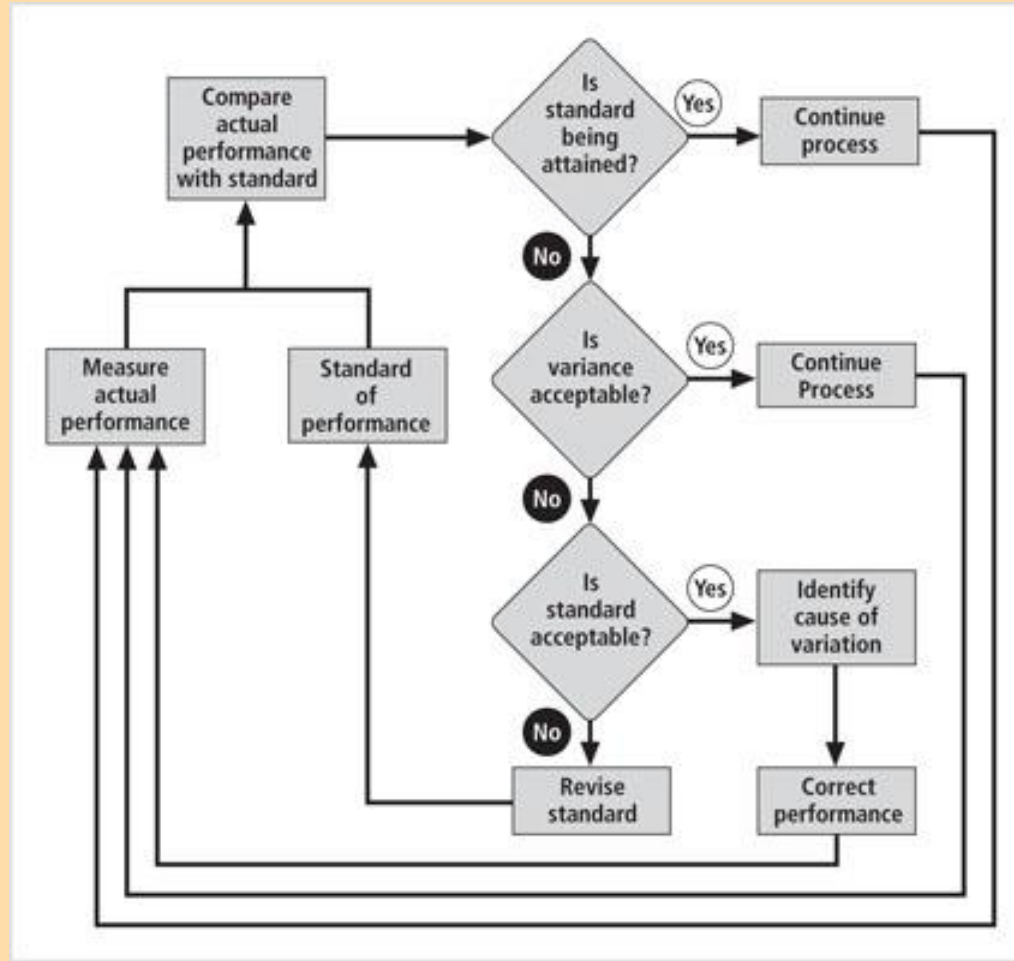 Compare
actual
performance
with standard
Is
standard
being
attained?
Yes
Continue
process
No
Measure
actual
performance
Standard
of
performance
Is
variance
acceptable?
Yes
Continue
Process
No
Is
standard
acceptable?
Yes
Identify
cause of
variation
No
Revise
standard
Correct
performance